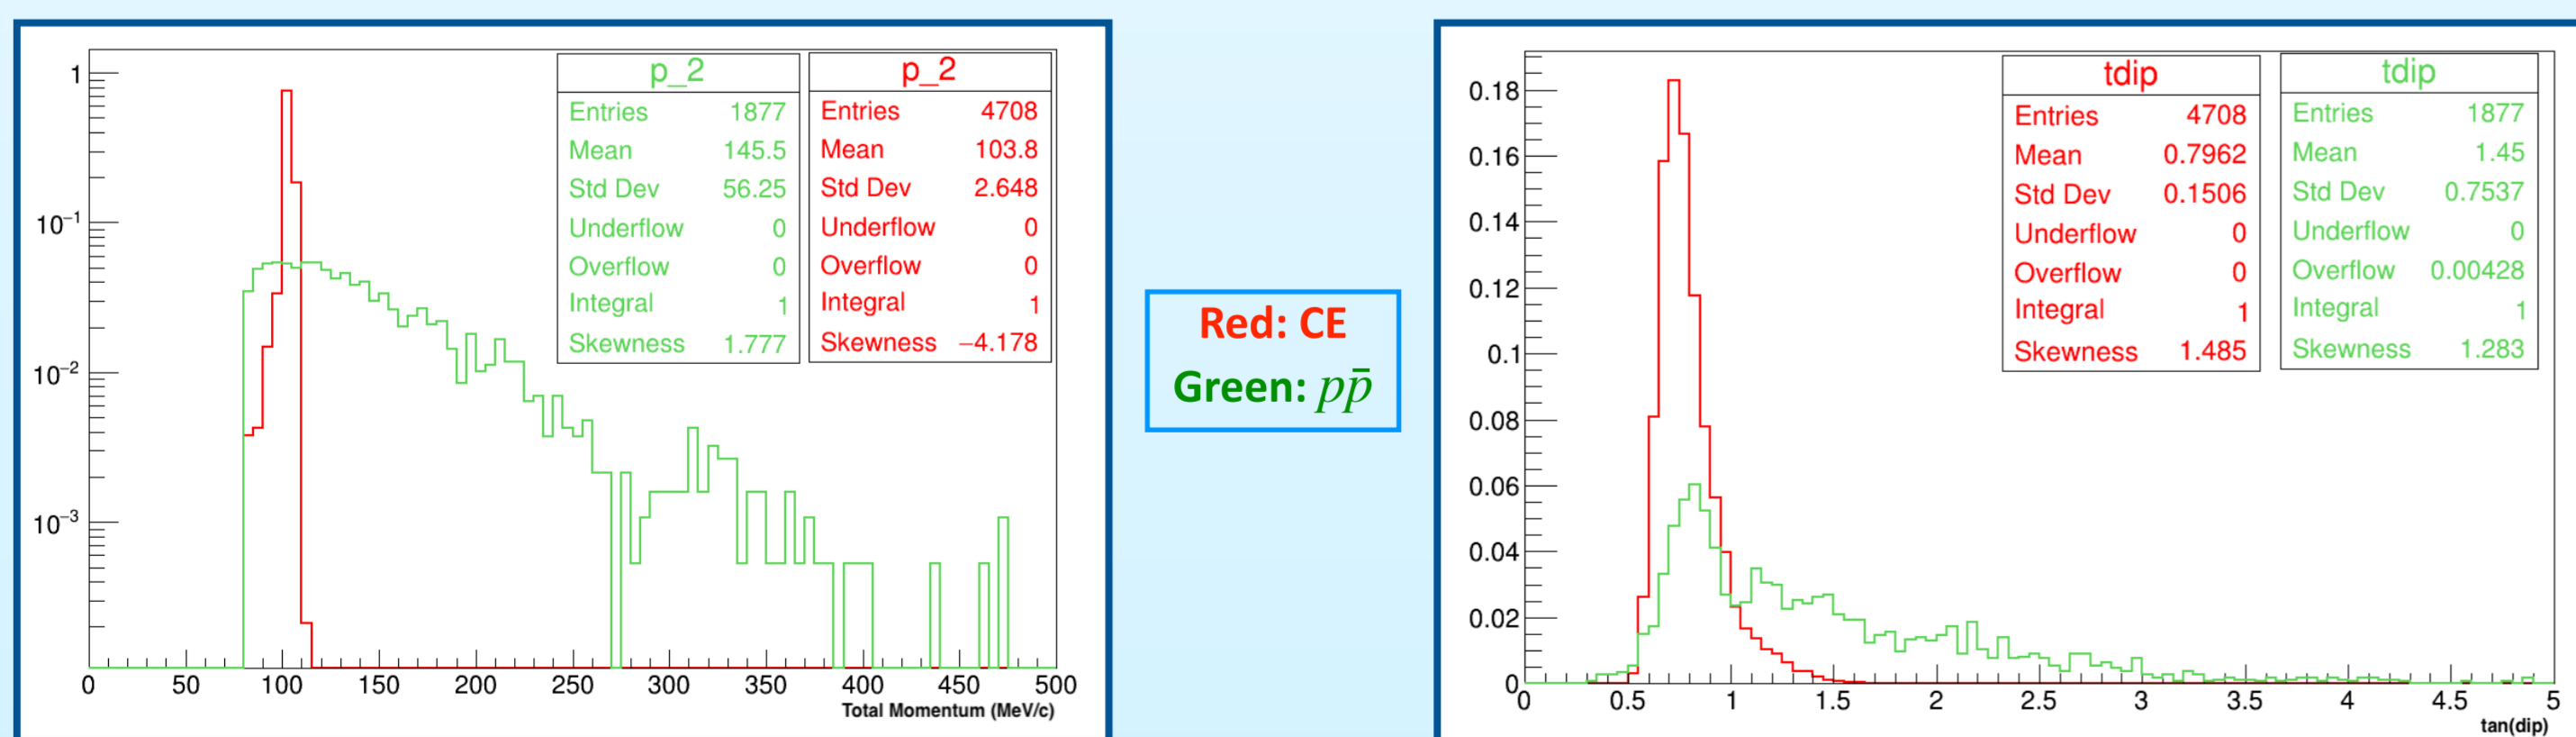 p_2
Entries 1877
Mean 145.5
Std Dev 56.25
Underflow 0
Overflow 0
Integral 1
Skewness 1.777
p_2
Entries 4708
Mean 103.8
Std Dev 2.648
Underflow 0
Overflow 0
Integral 1
Skewness −4.178
1
10⁻¹
10⁻²
10⁻³
0 50 100 150 200 250 300 350 400 450 500
Total Momentum (MeV/c)
Red: CE
Green: pp̄
tdip
Entries 4708
Mean 0.7962
Std Dev 0.1506
Underflow 0
Overflow 0
Integral 1
Skewness 1.485
tdip
Entries 1877
Mean 1.45
Std Dev 0.7537
Underflow 0
Overflow 0.00428
Integral 1
Skewness 1.283
0.18
0.16
0.14
0.12
0.1
0.08
0.06
0.04
0.02
0
0 0.5 1 1.5 2 2.5 3 3.5 4 4.5 5
tan(dip)